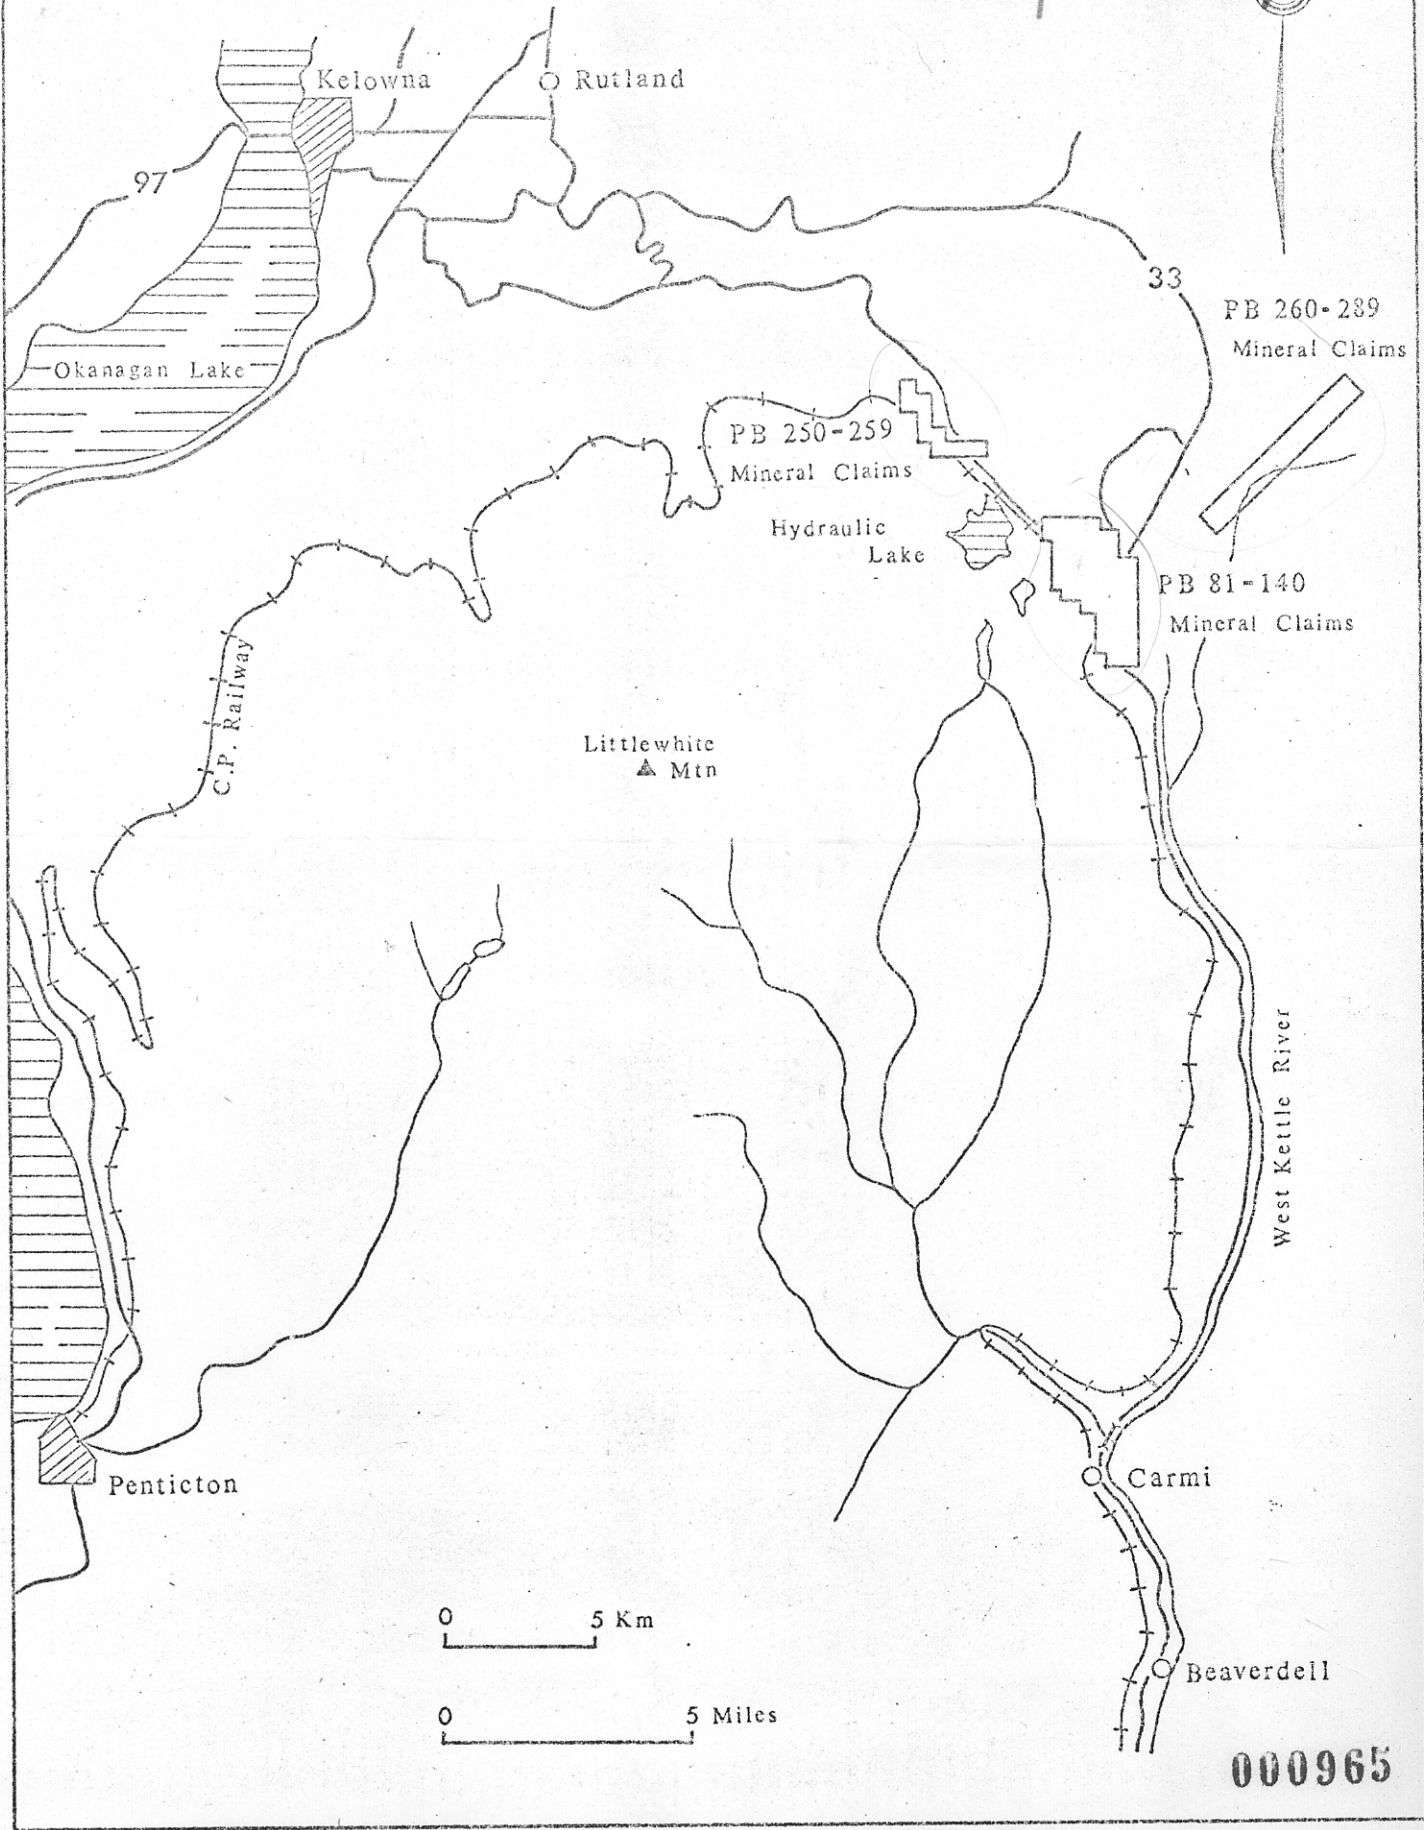 Kelowna
Rutland
97
33
PB 260-289
Mineral Claims
Okanagan Lake
PB 250-259
Mineral Claims
Hydraulic
Lake
PB 81-140
Mineral Claims
C.P. Railway
Littlewhite
Mtn
West Kettle River
Penticton
Carmi
0 5 Km
Beaverdell
0 5 Miles
000965